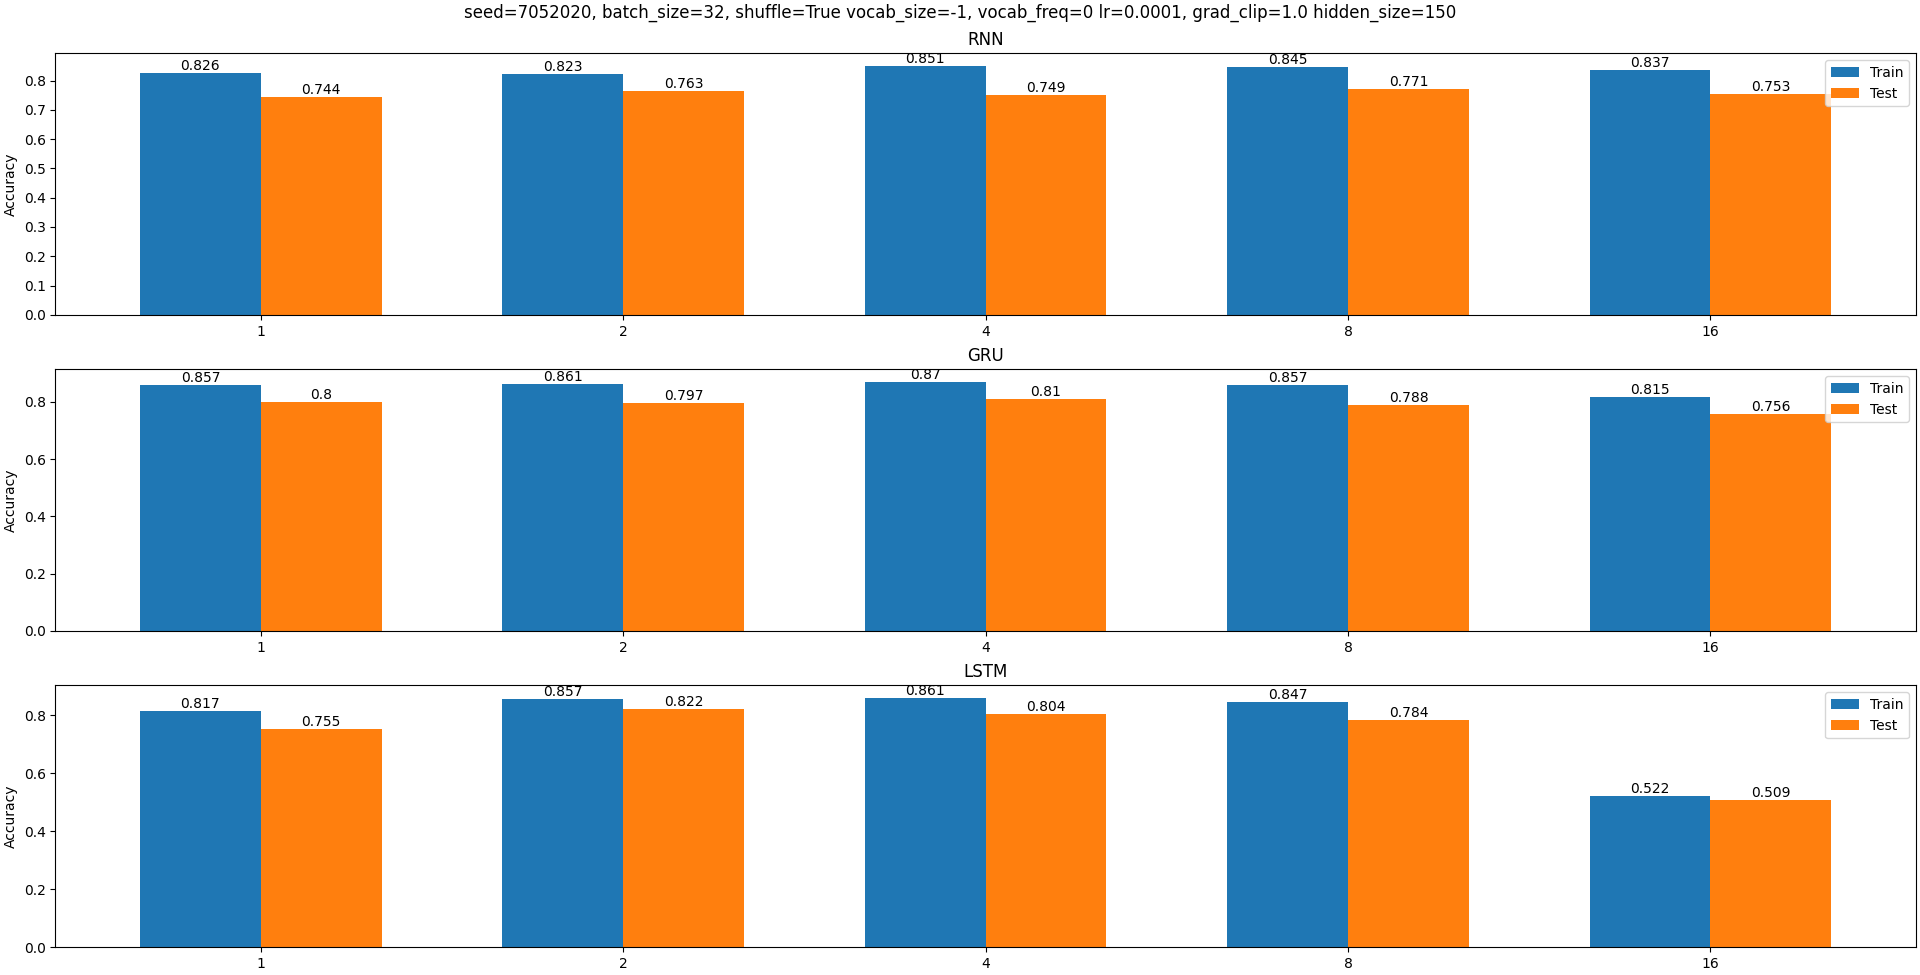 seed=7052020, batch_size=32, shuffle=True vocab_size=-1, vocab_freq=0 lr=0.0001, grad_clip=1.0 hidden_size=150
RNN
Accuracy
0.8
0.7
0.6
0.5
0.4
0.3
0.2
0.1
0.0
0.826 0.744 0.823 0.763 0.851 0.749 0.845 0.771 0.837 0.753
Train
Test
1 2 4 8 16
GRU
Accuracy
0.8
0.6
0.4
0.2
0.0
0.857 0.8 0.861 0.797 0.87 0.81 0.857 0.788 0.815 0.756
Train
Test
1 2 4 8 16
LSTM
Accuracy
0.8
0.6
0.4
0.2
0.0
0.817 0.755 0.857 0.822 0.861 0.804 0.847 0.784 0.522 0.509
Train
Test
1 2 4 8 16